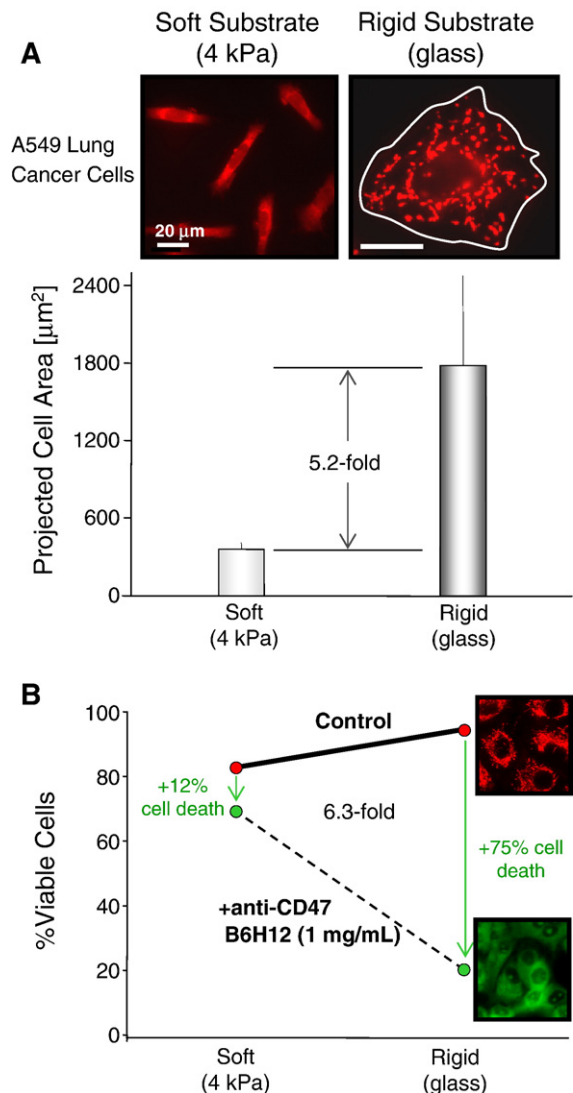 Soft Substrate
(4 kPa)
Rigid Substrate
(glass)
A
A549 Lung
Cancer Cells
20 µm
Projected Cell Area [µm²]
2400
1800
1200
600
0
5.2-fold
Soft
(4 kPa)
Rigid
(glass)
B
%Viable Cells
100
80
60
40
20
0
Control
+12%
cell death
6.3-fold
+75% cell
death
+anti-CD47
B6H12 (1 mg/mL)
Soft
(4 kPa)
Rigid
(glass)